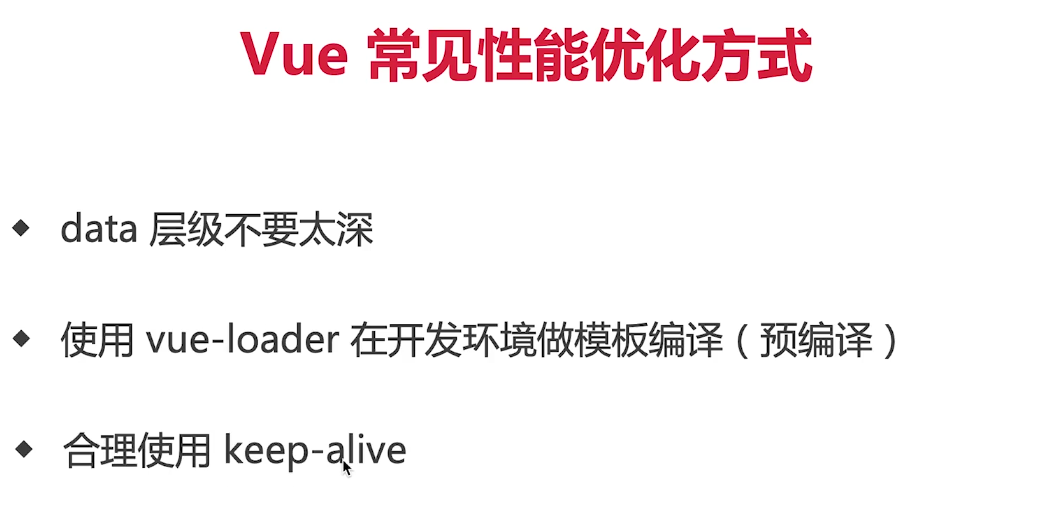 Vue 常见性能优化方式
data 层级不要太深
使用 vue-loader 在开发环境做模板编译（预编译）
合理使用 keep-alive